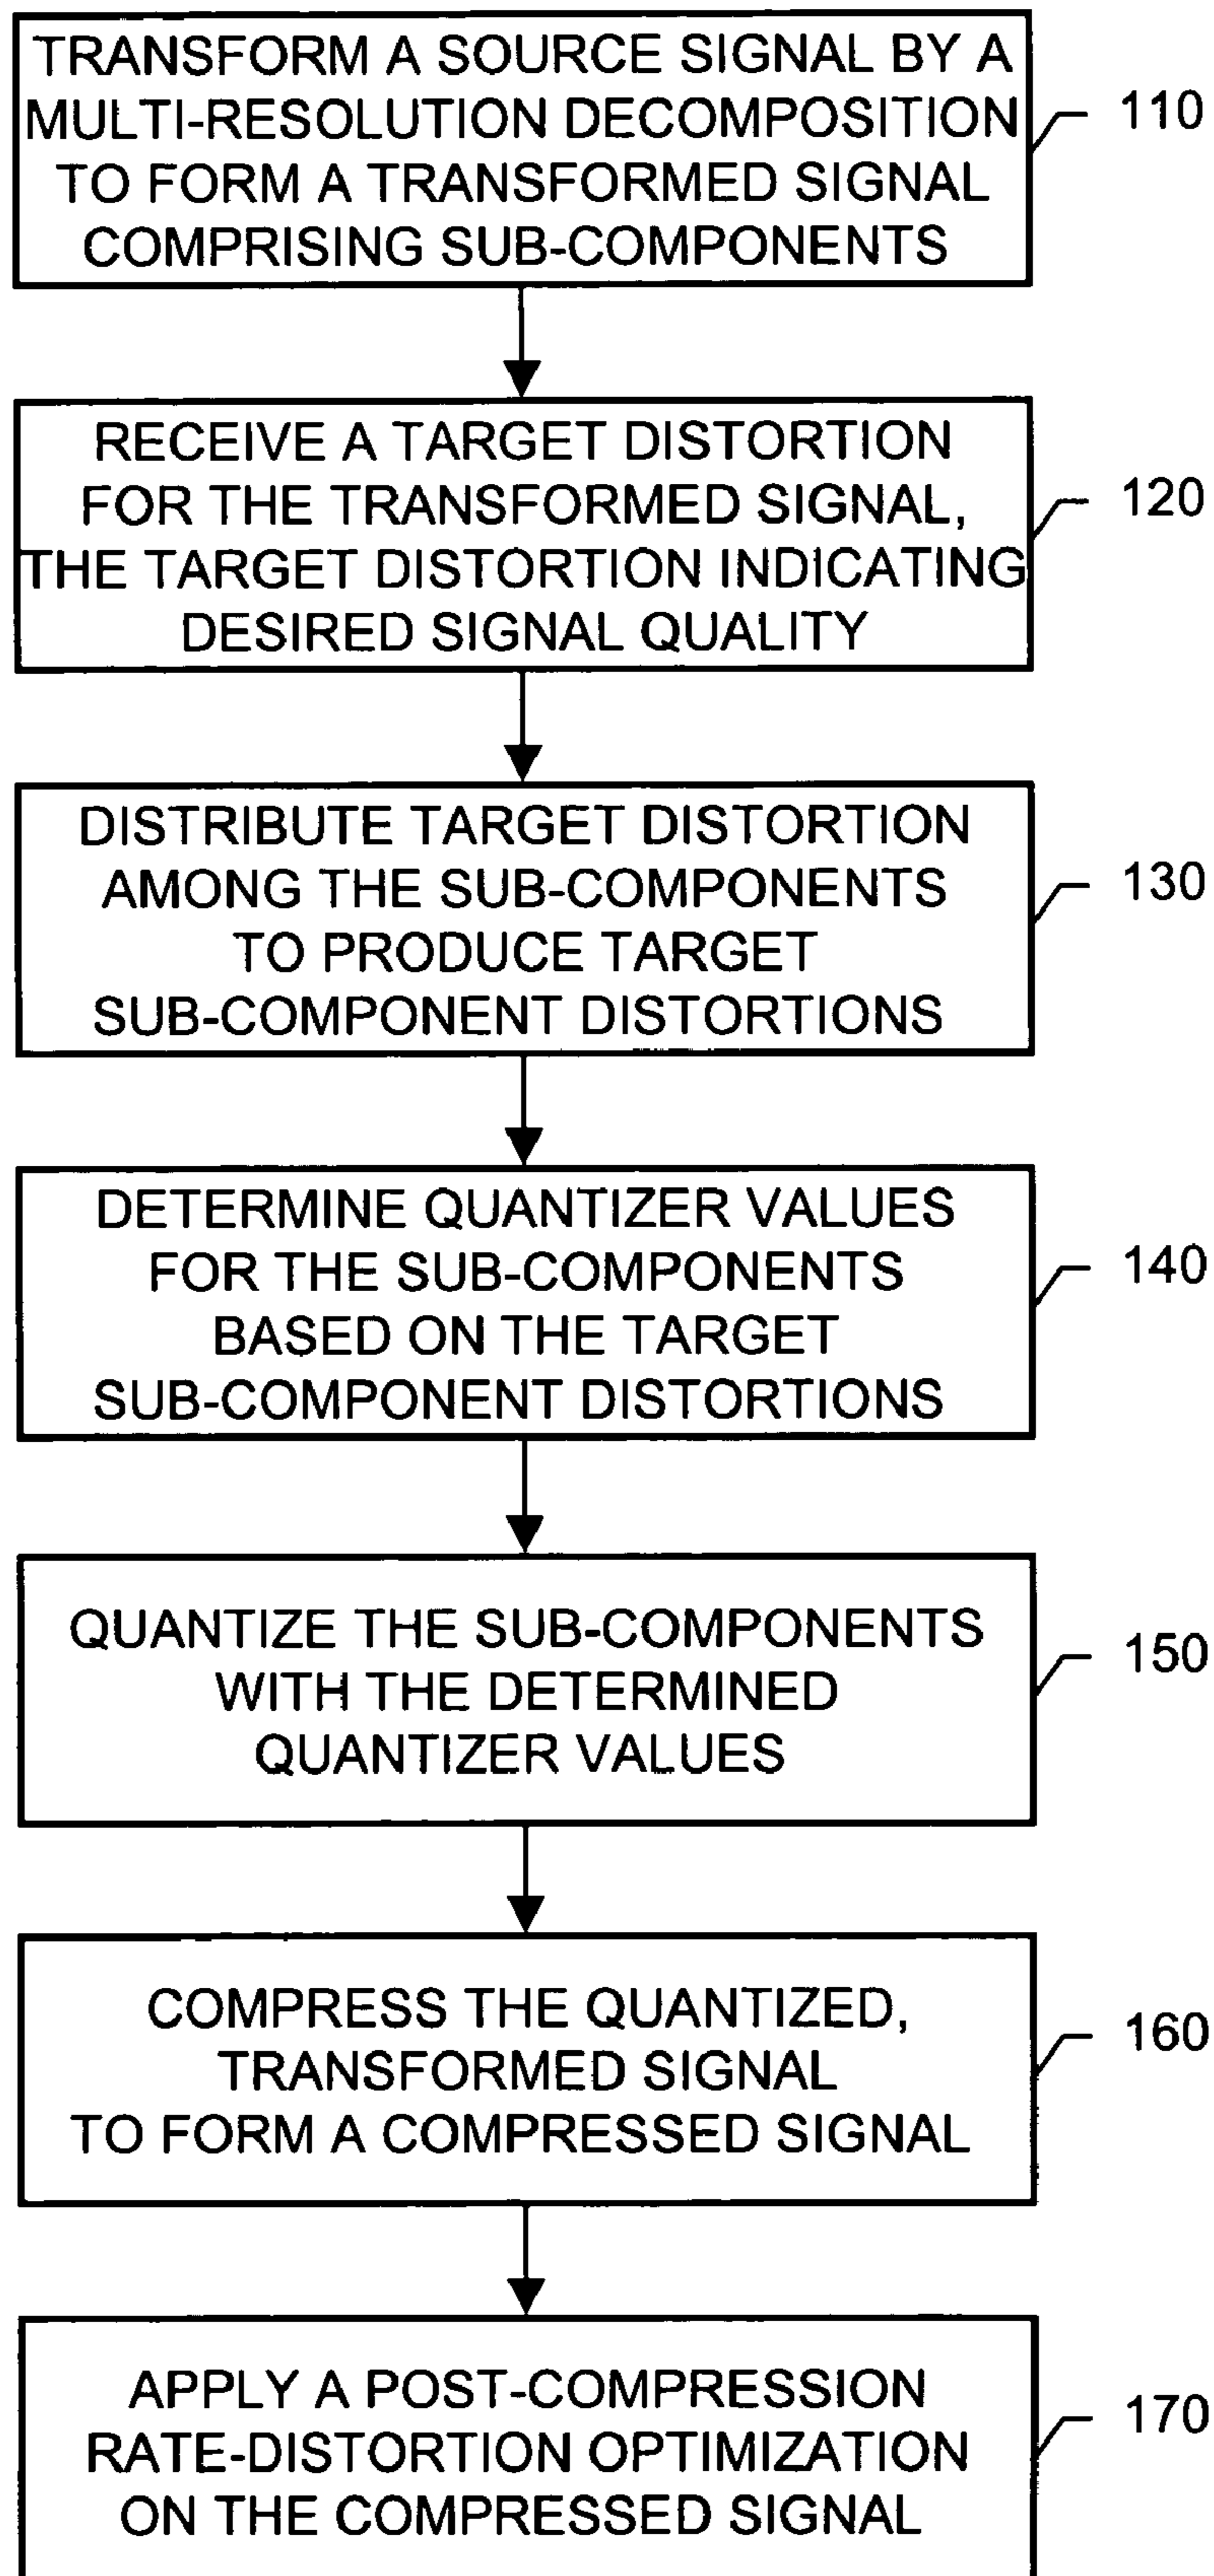 TRANSFORM A SOURCE SIGNAL BY A
MULTI-RESOLUTION DECOMPOSITION
TO FORM A TRANSFORMED SIGNAL
COMPRISING SUB-COMPONENTS
110
RECEIVE A TARGET DISTORTION
FOR THE TRANSFORMED SIGNAL,
THE TARGET DISTORTION INDICATING
DESIRED SIGNAL QUALITY
120
DISTRIBUTE TARGET DISTORTION
AMONG THE SUB-COMPONENTS
TO PRODUCE TARGET
SUB-COMPONENT DISTORTIONS
130
DETERMINE QUANTIZER VALUES
FOR THE SUB-COMPONENTS
BASED ON THE TARGET
SUB-COMPONENT DISTORTIONS
140
QUANTIZE THE SUB-COMPONENTS
WITH THE DETERMINED
QUANTIZER VALUES
150
COMPRESS THE QUANTIZED,
TRANSFORMED SIGNAL
TO FORM A COMPRESSED SIGNAL
160
APPLY A POST-COMPRESSION
RATE-DISTORTION OPTIMIZATION
ON THE COMPRESSED SIGNAL
170